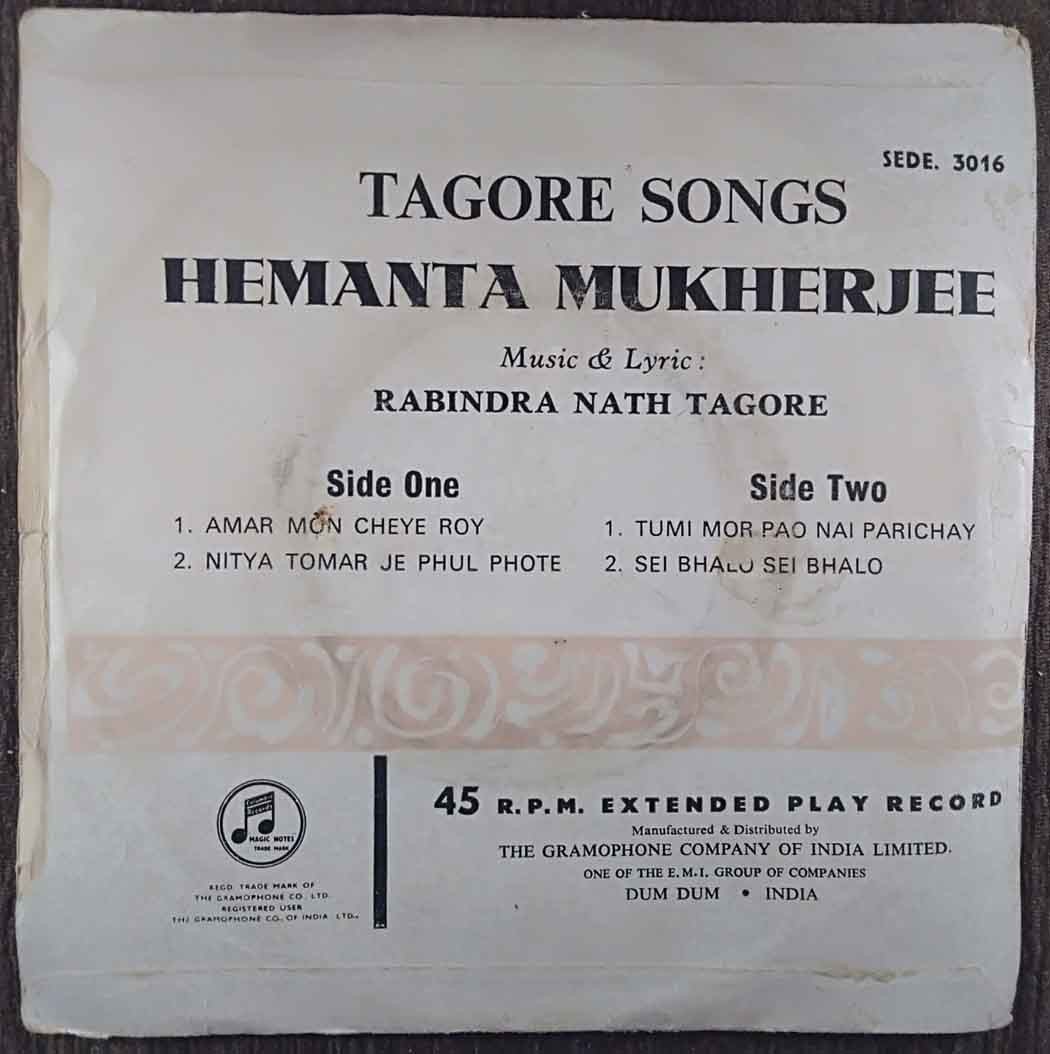 SEDE. 3016
TAGORE SONGS
HEMANTA MUKHERJEE
Music & Lyric :
RABINDRA NATH TAGORE
Side One
1. AMAR MON CHEYE ROY
2. NITYA TOMAR JE PHUL PHOTE
Side Two
1. TUMI MOR PAO NAI PARICHAY
2. SEI BHALO SEI BHALO
Columbia
Records
MAGIC NOTES
TRADE MARK
REGD. TRADE MARK OF
THE GRAMOPHONE CO. LTD.
REGISTERED USER
THE GRAMOPHONE CO., OF INDIA LTD.,
45 R.P.M. EXTENDED PLAY RECORD
Manufactured & Distributed by
THE GRAMOPHONE COMPANY OF INDIA LIMITED.
ONE OF THE E.M.I. GROUP OF COMPANIES
DUM DUM • INDIA